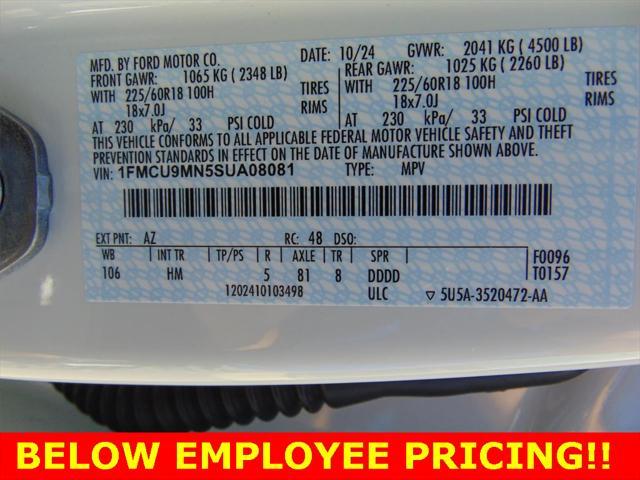 MFD. BY FORD MOTOR CO.
DATE: 10/24 GVWR: 2041 KG ( 4500 LB)
FRONT GAWR: 1065 KG ( 2348 LB)
REAR GAWR: 1025 KG ( 2260 LB)
WITH 225/60R18 100H TIRES
WITH 225/60R18 100H TIRES
18x7.0J RIMS
18x7.0J RIMS
AT 230 kPa/ 33 PSI COLD
AT 230 kPa/ 33 PSI COLD
THIS VEHICLE CONFORMS TO ALL APPLICABLE FEDERAL MOTOR VEHICLE SAFETY AND THEFT
PREVENTION STANDARDS IN EFFECT ON THE DATE OF MANUFACTURE SHOWN ABOVE.
VIN: 1FMCU9MN5SUA08081 TYPE: MPV
EXT PNT: AZ RC: 48 DSO:
WB INT TR TP/PS R AXLE TR SPR F0096
106 HM 5 81 8 DDDD T0157
1202410103498 ULC ▽ 5U5A-3520472-AA
BELOW EMPLOYEE PRICING!!